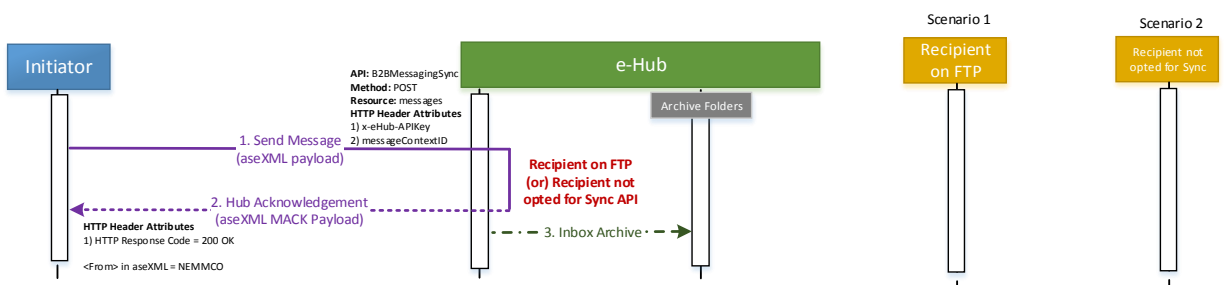 Scenario 1
Scenario 2
Initiator
e-Hub
Recipient
on FTP
Recipient not
opted for Sync
API: B2BMessagingSync
Method: POST
Resource: messages
HTTP Header Attributes
1) x-eHub-APIKey
2) messageContextID
Archive Folders
1. Send Message
(aseXML payload)
Recipient on FTP
(or) Recipient not
opted for Sync API
2. Hub Acknowledgement
(aseXML MACK Payload)
HTTP Header Attributes
1) HTTP Response Code = 200 OK
<From> in aseXML = NEMMCO
3. Inbox Archive